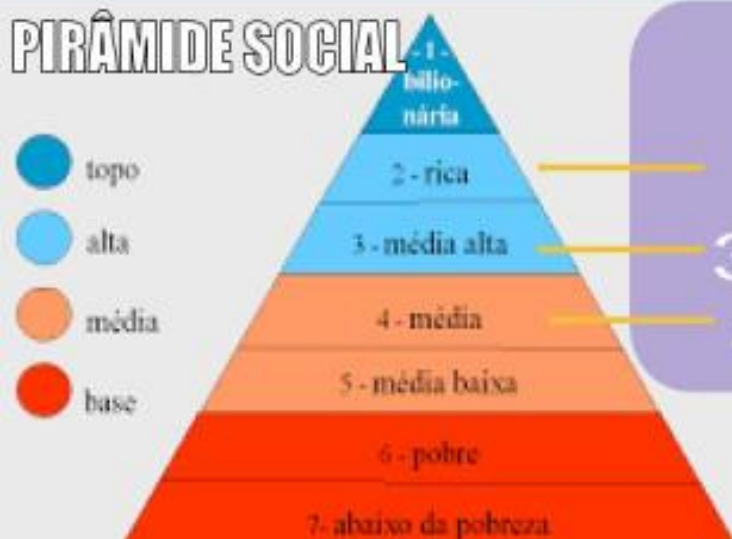 PIRÂMIDE SOCIAL
- 1 -
bilio-
nária
topo
2 - rica
alta
3 - média alta
3
média
4 - média
5 - média baixa
base
6 - pobre
7- abaixo da pobreza